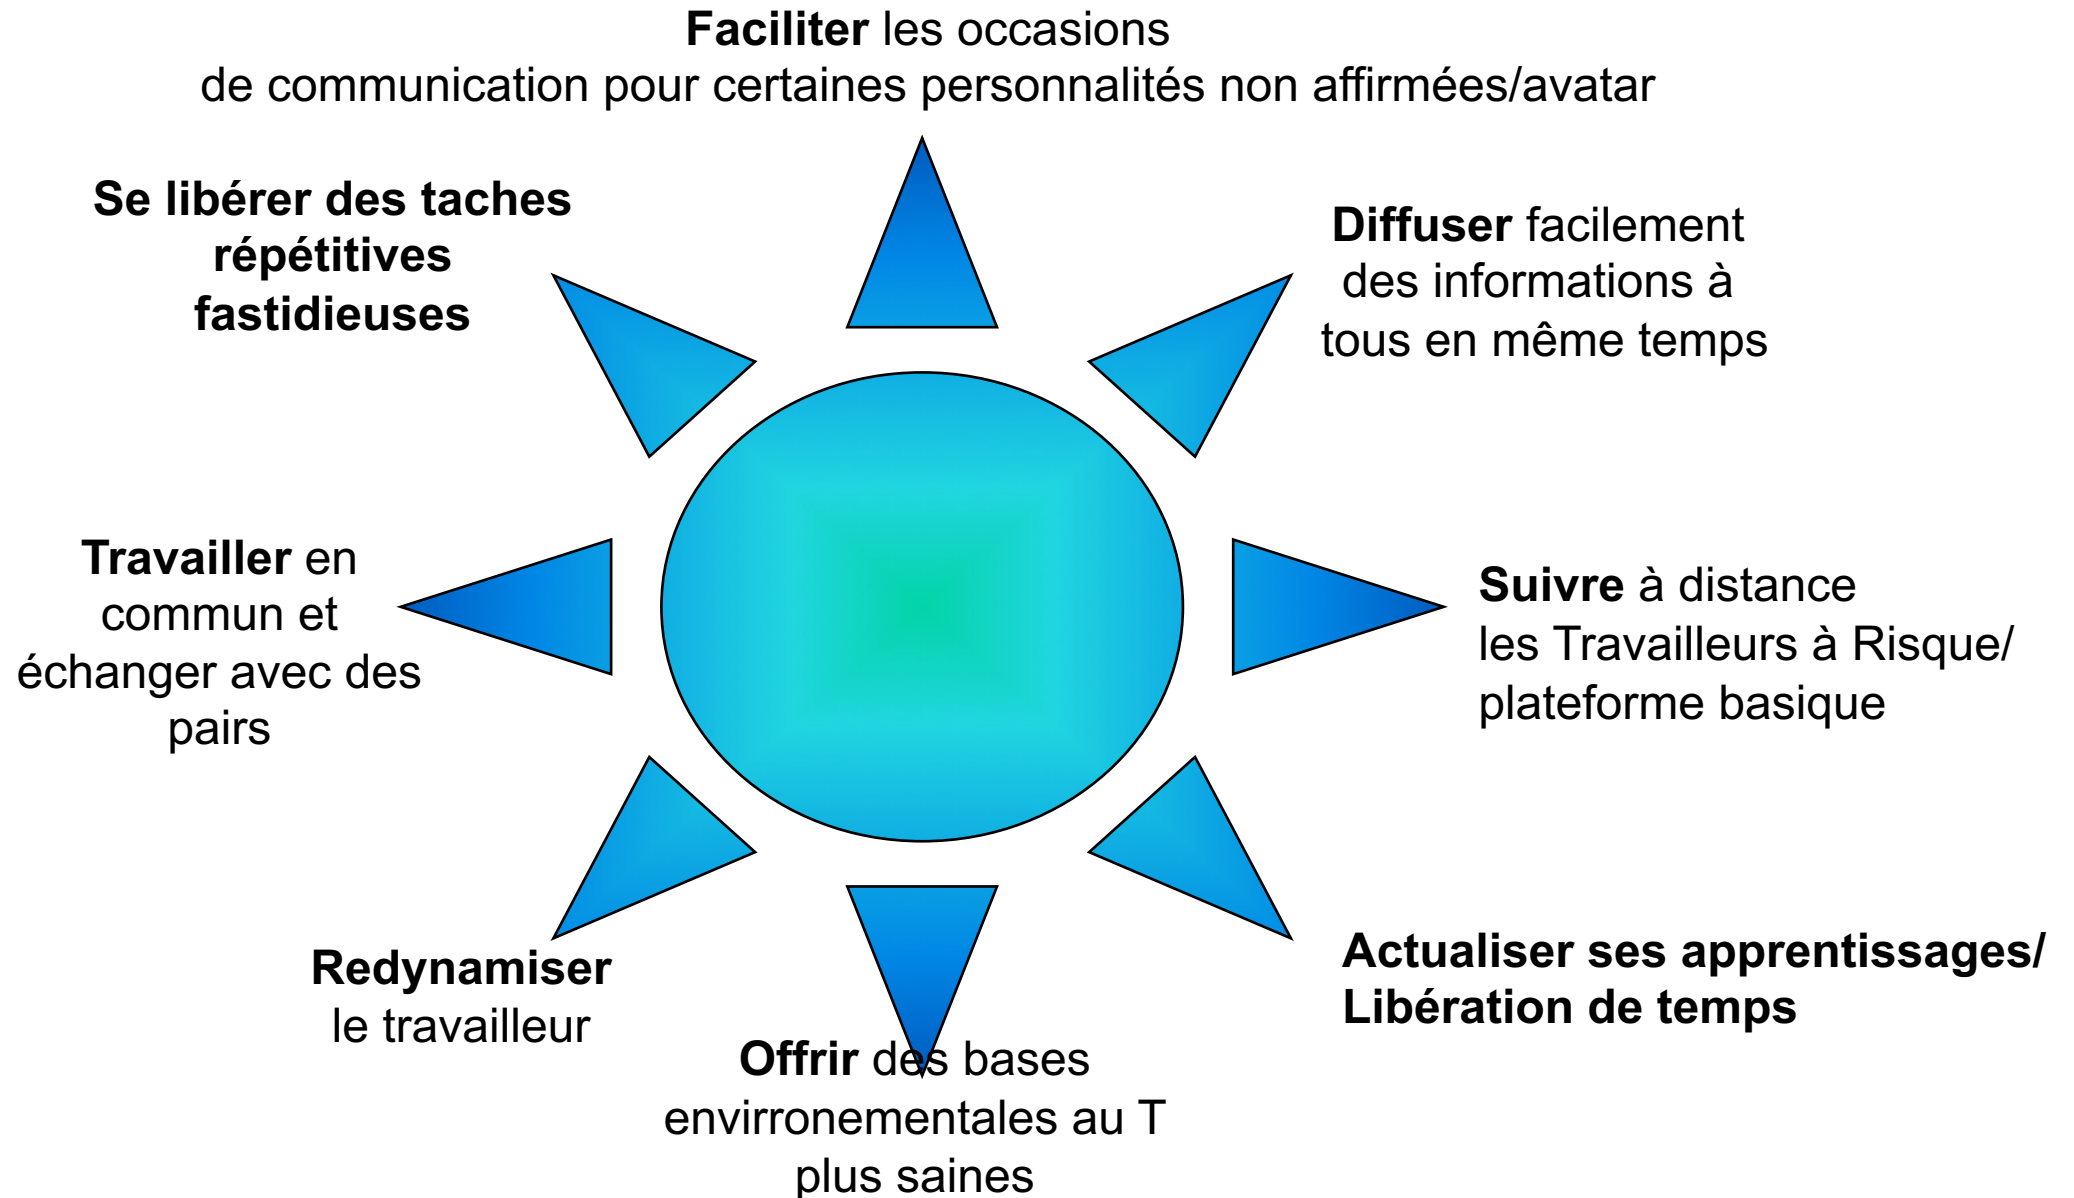 Faciliter les occasions
de communication pour certaines personnalités non affirmées/avatar
Se libérer des taches
répétitives
fastidieuses
Diffuser facilement
des informations à
tous en même temps
Travailler en
commun et
échanger avec des
pairs
Suivre à distance
les Travailleurs à Risque/
plateforme basique
Redynamiser
le travailleur
Actualiser ses apprentissages/
Libération de temps
Offrir des bases
envirronementales au T
plus saines